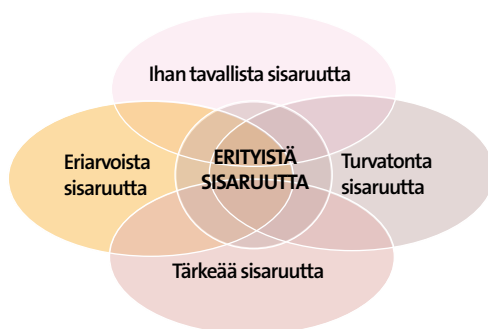 Ihan tavallista sisaruutta
Eriarvoista
sisaruutta
ERITYISTÄ
SISARUUTTA
Turvatonta
sisaruutta
Tärkeää sisaruutta